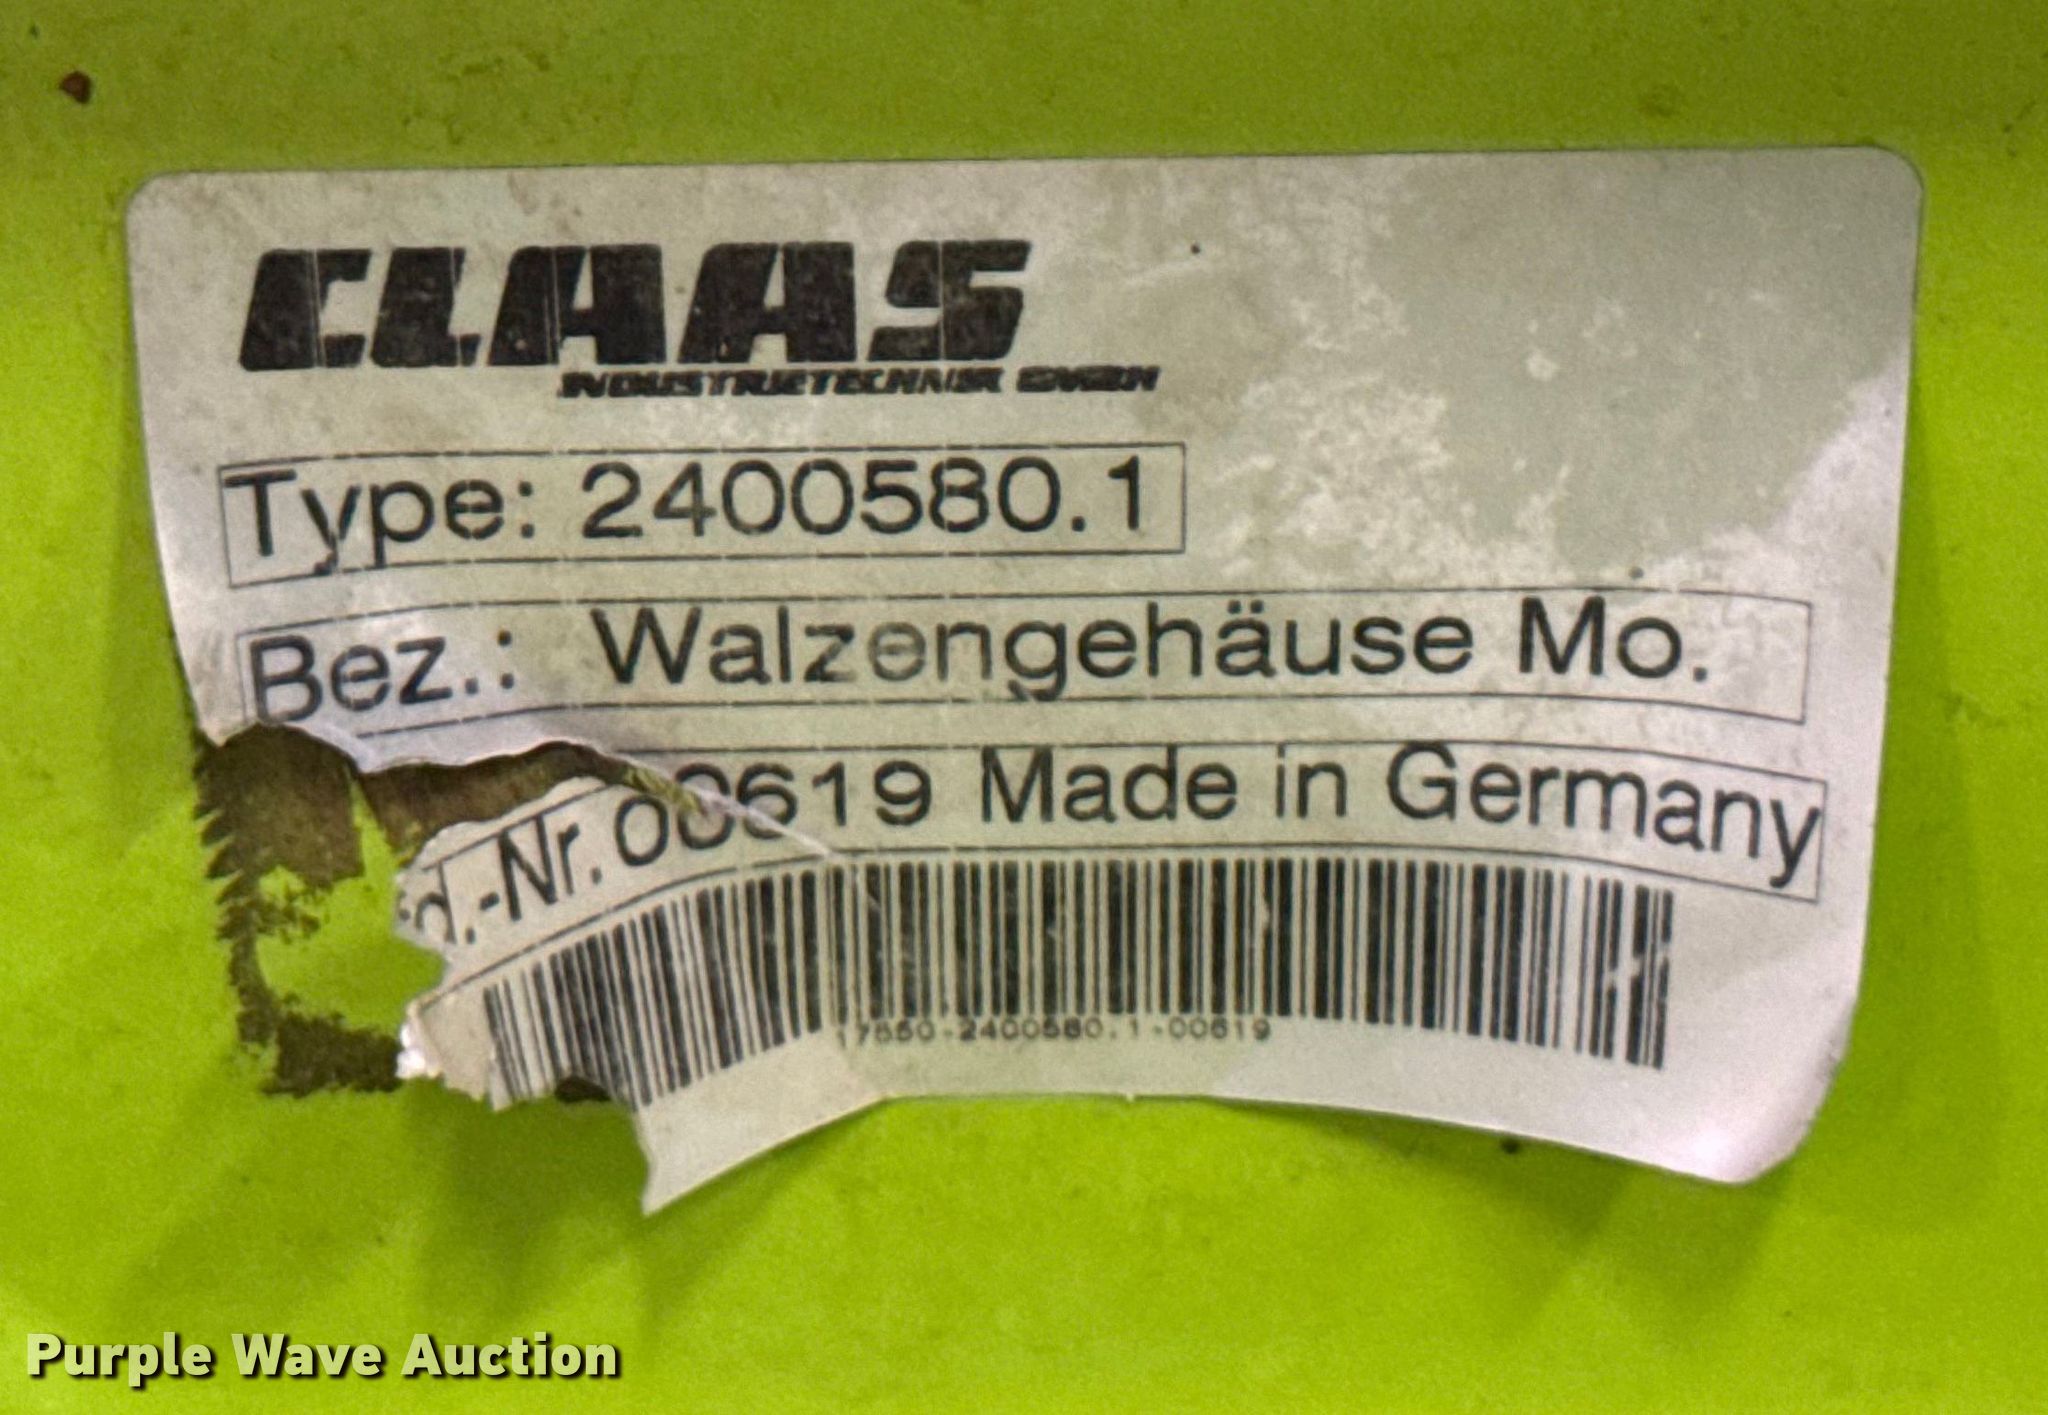 CLAAS
INDUSTRIETECHNIK GMBH
Type: 2400580.1
Bez.: Walzengehäuse Mo.
d.-Nr. 00619 Made in Germany
17650-2400580.1-00619
Purple Wave Auction